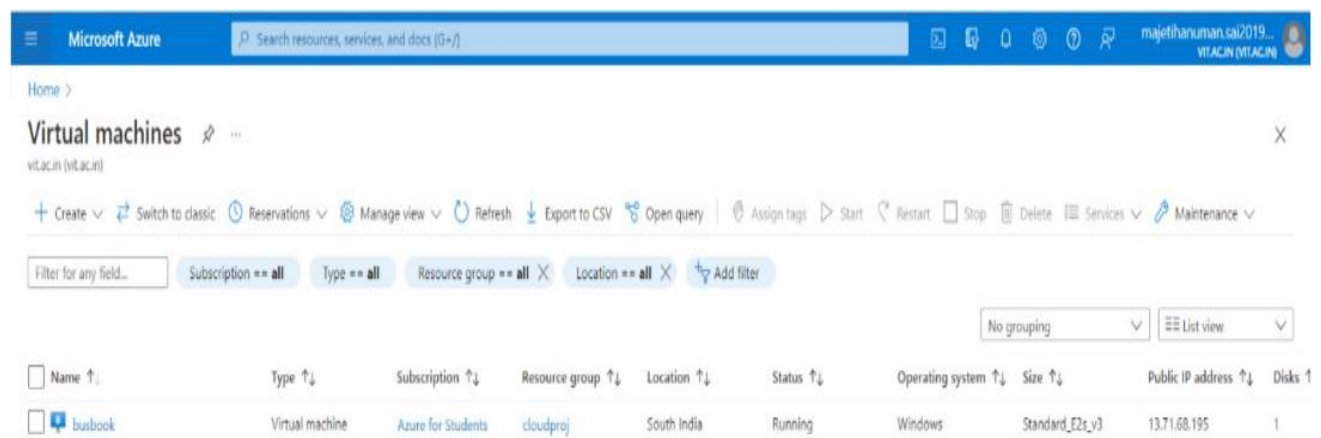 Microsoft Azure
Search resources, services, and docs (G+/)
majetihanuman.sai2019...
VIT.AC.IN (VIT.AC.IN)
Home >
Virtual machines ...
vit.ac.in (vit.ac.in)
+ Create Switch to classic Reservations Manage view Refresh Export to CSV Open query Assign tags Start Restart Stop Delete Services Maintenance
Filter for any field... Subscription == all Type == all Resource group == all Location == all Add filter
No grouping List view
Name ↑ Type ↑↓ Subscription ↑↓ Resource group ↑↓ Location ↑↓ Status ↑↓ Operating system ↑↓ Size ↑↓ Public IP address ↑↓ Disks ↑
busbook Virtual machine Azure for Students cloudproj South India Running Windows Standard_E2s_v3 13.71.68.195 1